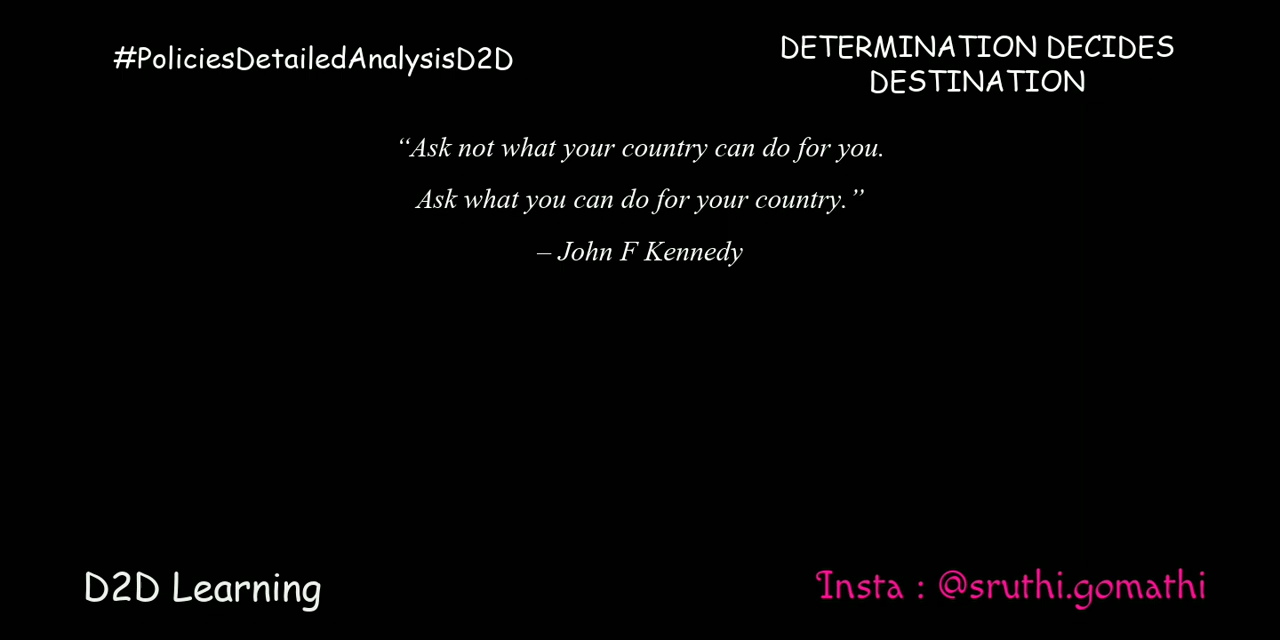 #PoliciesDetailedAnalysisD2D
DETERMINATION DECIDES
DESTINATION
“Ask not what your country can do for you.
Ask what you can do for your country.”
– John F Kennedy
D2D Learning
Insta : @sruthi.gomathi